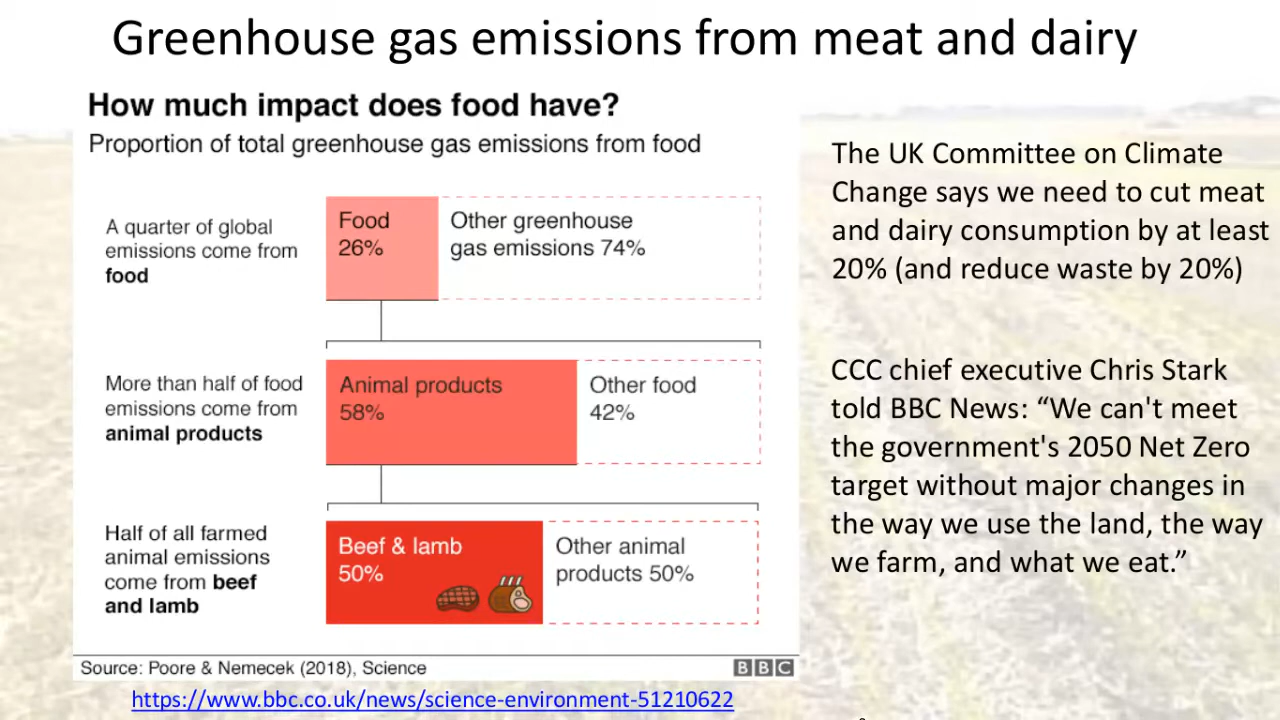 Greenhouse gas emissions from meat and dairy
How much impact does food have?
Proportion of total greenhouse gas emissions from food
A quarter of global
emissions come from
food
Food
26%
Other greenhouse
gas emissions 74%
More than half of food
emissions come from
animal products
Animal products
58%
Other food
42%
Half of all farmed
animal emissions
come from beef
and lamb
Beef & lamb
50%
Other animal
products 50%
Source: Poore & Nemecek (2018), Science
BBC
https://www.bbc.co.uk/news/science-environment-51210622
The UK Committee on Climate
Change says we need to cut meat
and dairy consumption by at least
20% (and reduce waste by 20%)
CCC chief executive Chris Stark
told BBC News: “We can't meet
the government's 2050 Net Zero
target without major changes in
the way we use the land, the way
we farm, and what we eat.”